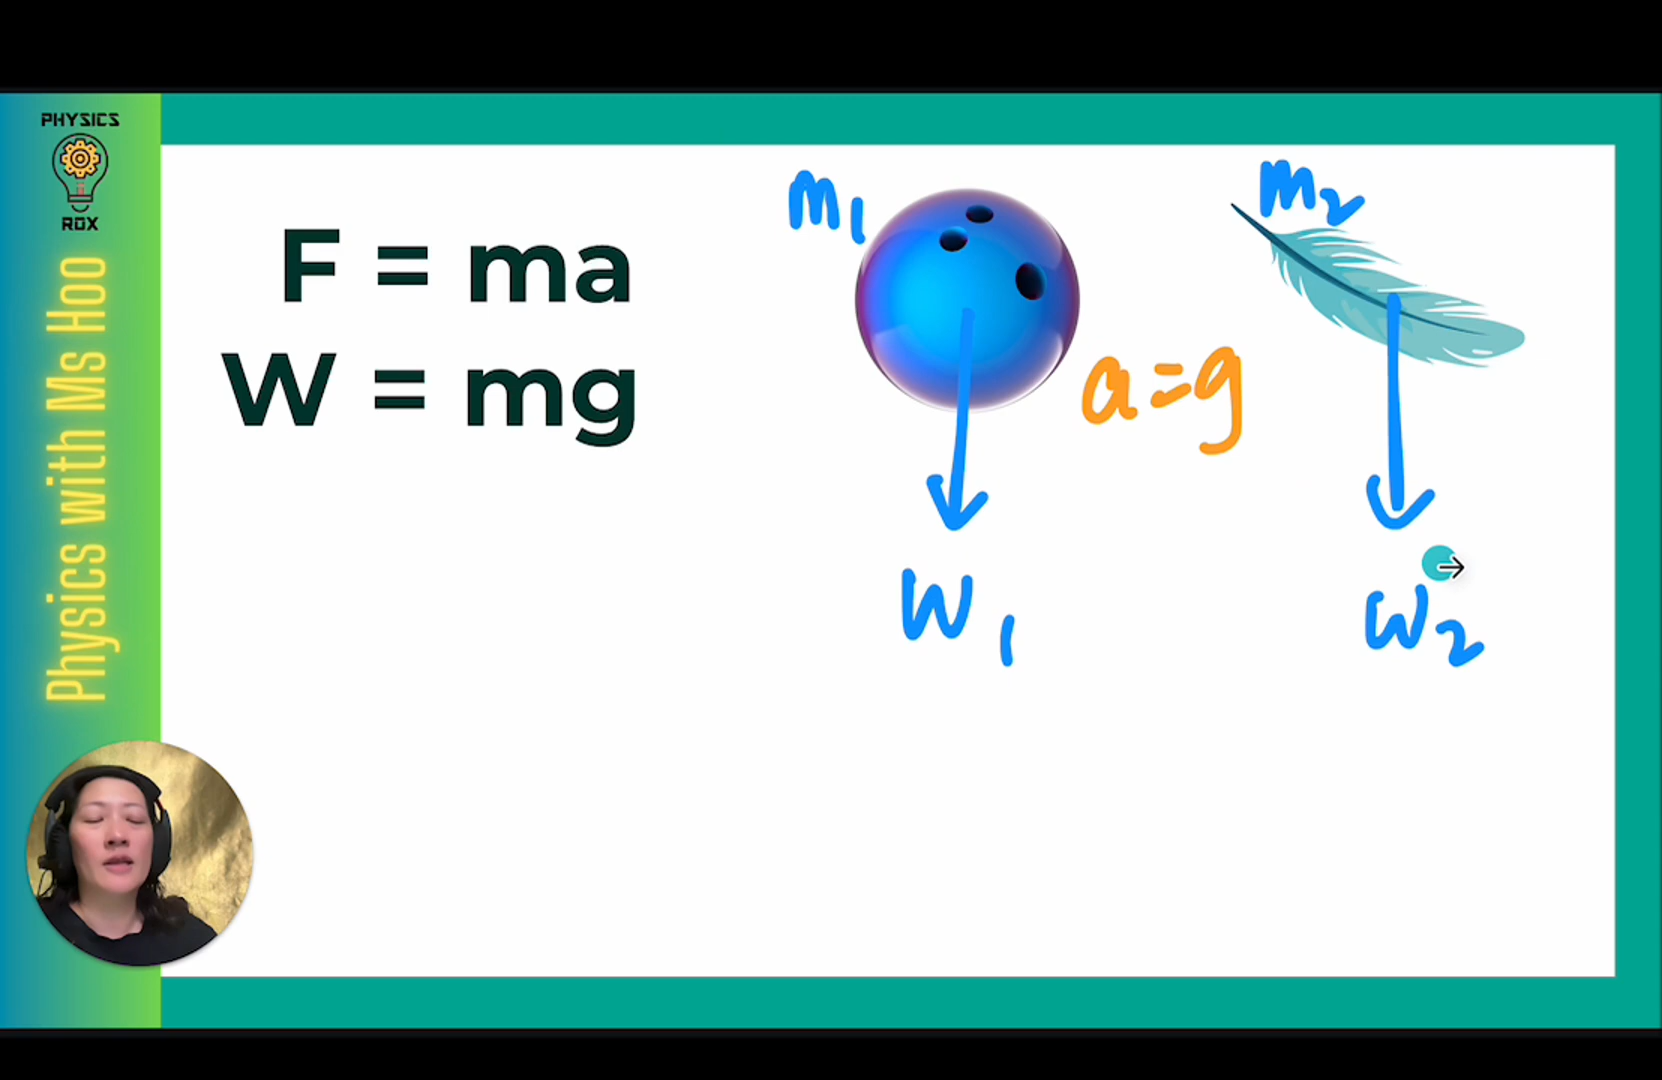 PHYSICS
ROX
Physics with Ms Hoo
F = ma
W = mg
m1
m2
a=g
W1
W2